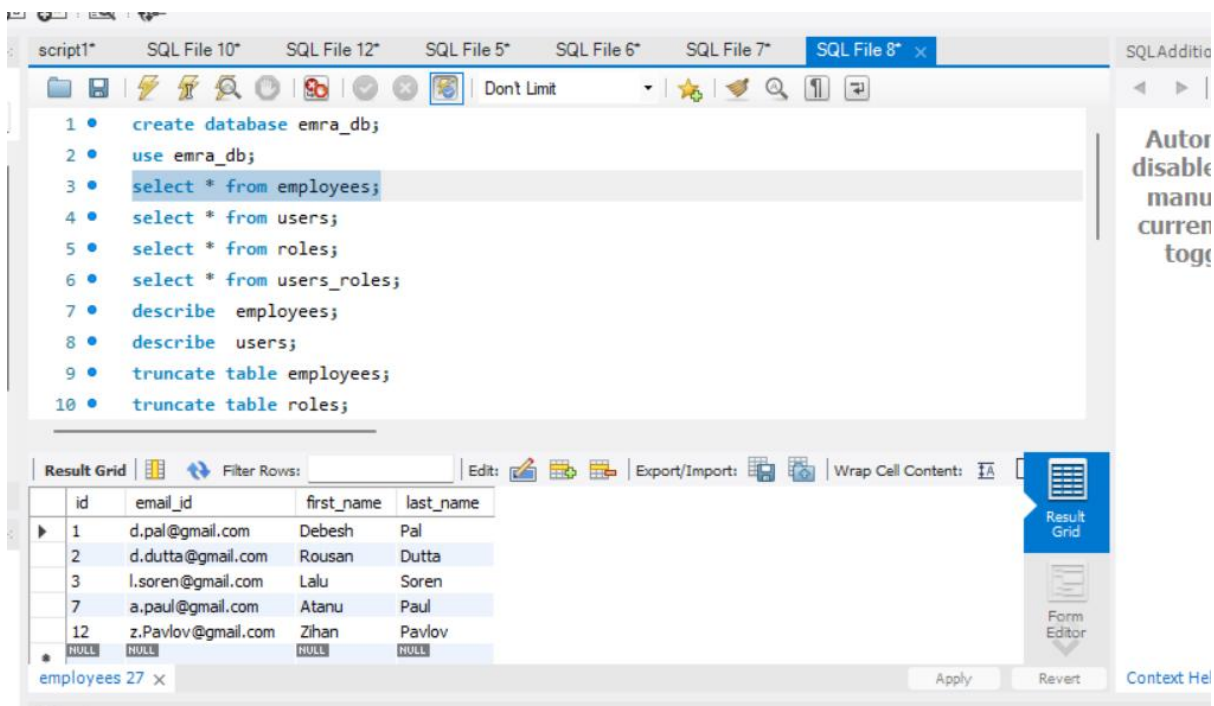 script1* SQL File 10* SQL File 12* SQL File 5* SQL File 6* SQL File 7* SQL File 8*
Don't Limit
1 create database emra_db;
2 use emra_db;
3 select * from employees;
4 select * from users;
5 select * from roles;
6 select * from users_roles;
7 describe  employees;
8 describe  users;
9 truncate table employees;
10 truncate table roles;
Result Grid Filter Rows: Edit: Export/Import: Wrap Cell Content:
id email_id first_name last_name
1 d.pal@gmail.com Debesh Pal
2 d.dutta@gmail.com Rousan Dutta
3 l.soren@gmail.com Lalu Soren
7 a.paul@gmail.com Atanu Paul
12 z.Pavlov@gmail.com Zihan Pavlov
NULL NULL NULL NULL
employees 27 Apply Revert
Result
Grid
Form
Editor
SQLAdditio
Autor
disable
manu
curren
togg
Context Hel